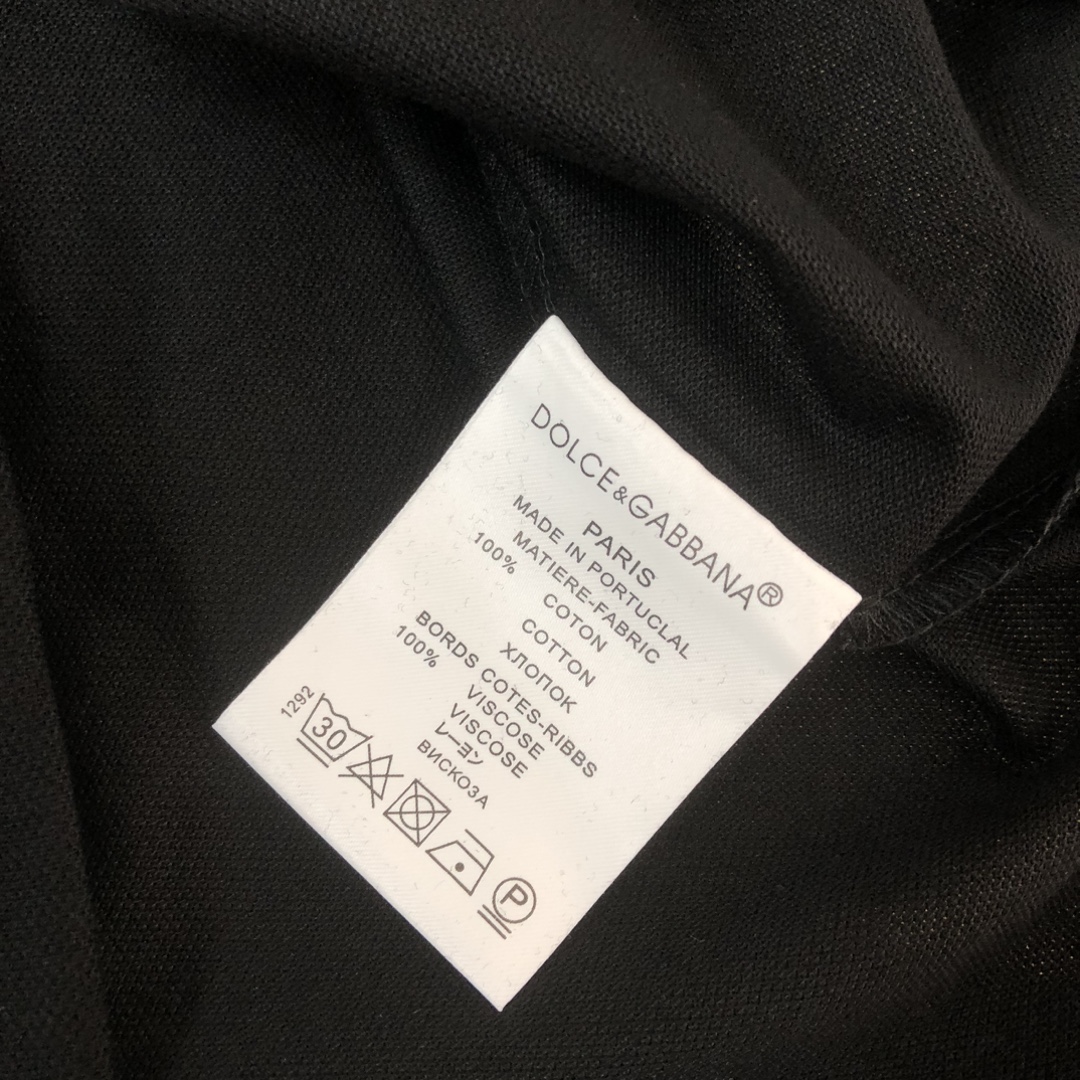 DOLCE&GABBANA®
PARIS
MADE IN PORTUCLAL
MATIERE-FABRIC
100%
COTON
COTTON
ХЛОПОК
BORDS COTES-RIBBS
100%
VISCOSE
VISCOSE
レーヨン
ВИСКОЗА
1292
30
P